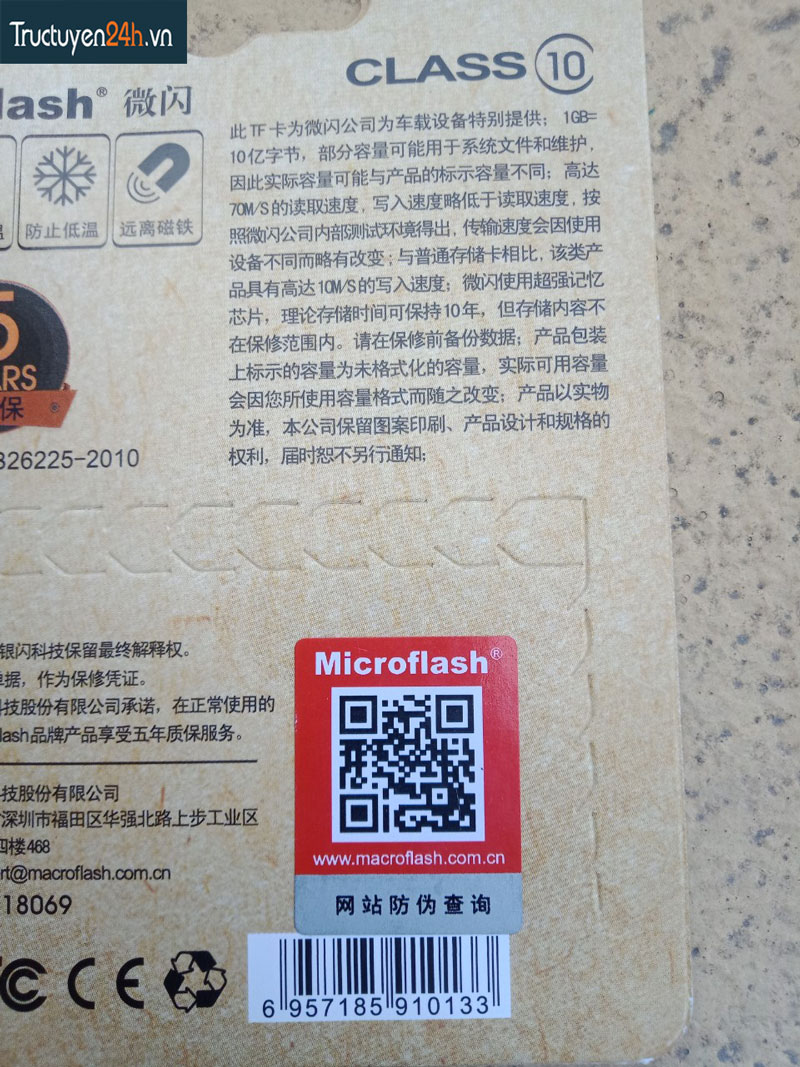 Tructuyen24h.vn
CLASS 10
lash® 微闪
此TF卡为微闪公司为车载设备特别提供；1GB=
10亿字节，部分容量可能用于系统文件和维护，
因此实际容量可能与产品的标示容量不同；高达
70M/S的读取速度，写入速度略低于读取速度，按
照微闪公司内部测试环境得出，传输速度会因使用
设备不同而略有改变；与普通存储卡相比，该类产
品具有高达10M/S的写入速度；微闪使用超强记忆
芯片，理论存储时间可保持10年，但存储内容不
在保修范围内。请在保修前备份数据；产品包装
上标示的容量为未格式化的容量，实际可用容量
会因您所使用容量格式而随之改变；产品以实物
为准，本公司保留图案印刷、产品设计和规格的
权利，届时恕不另行通知；
温
防止低温
远离磁铁
5
ARS
保
326225-2010
银闪科技保留最终解释权。
单据，作为保修凭证。
科技股份有限公司承诺，在正常使用的
flash品牌产品享受五年质保服务。
技股份有限公司
深圳市福田区华强北路上步工业区
四楼468
rt@macroflash.com.cn
18069
Microflash®
www.macroflash.com.cn
网站防伪查询
FC CE
6 957185 910133